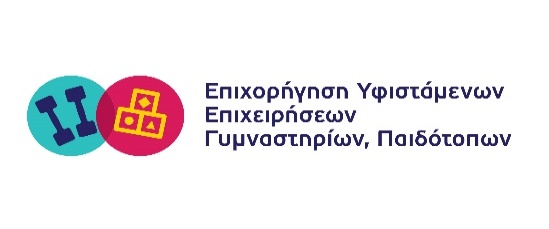 Επιχορήγηση Υφιστάμενων
Επιχειρήσεων
Γυμναστηρίων, Παιδότοπων